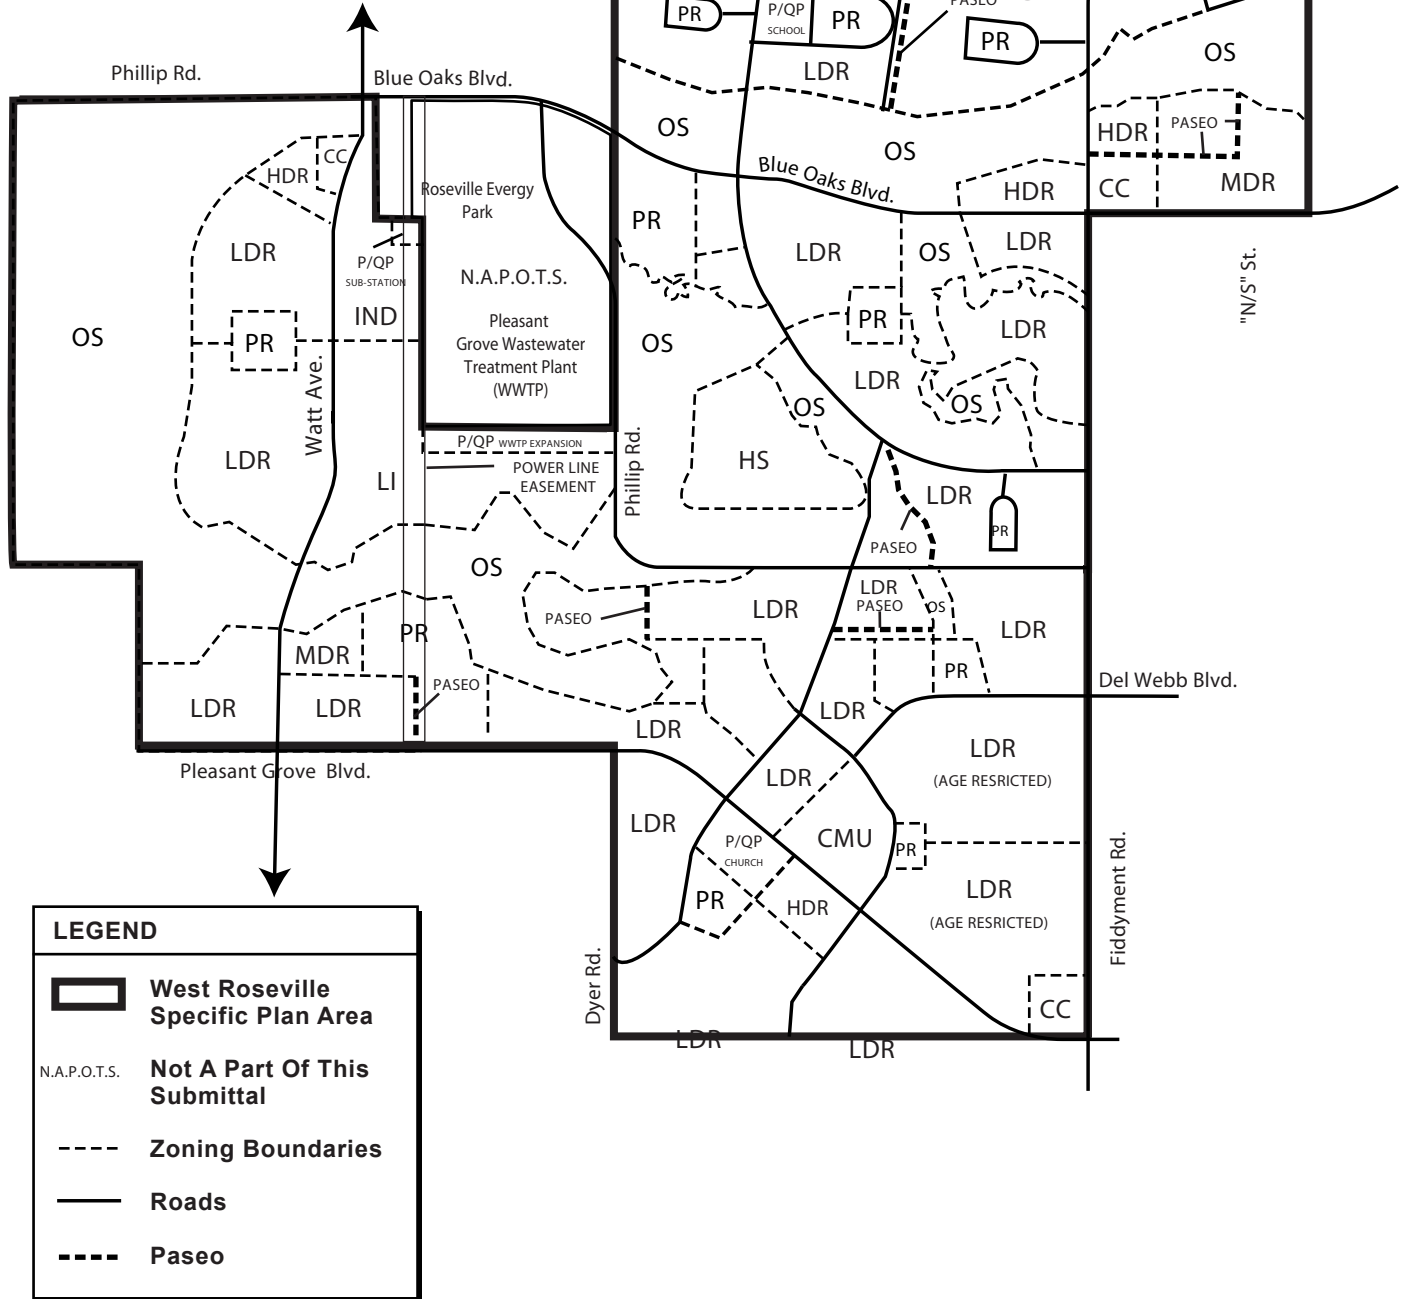 PR
P/QP
SCHOOL
PR
PASEO
PR
OS
LDR
Phillip Rd.
Blue Oaks Blvd.
OS
OS
HDR
PASEO
CC
HDR
Roseville Evergy
Park
Blue Oaks Blvd.
HDR
CC
MDR
PR
LDR
OS
LDR
LDR
P/QP
SUB-STATION
N.A.P.O.T.S.
"N/S" St.
OS
PR
IND
Pleasant
Grove Wastewater
Treatment Plant
(WWTP)
OS
PR
LDR
LDR
OS
OS
Watt Ave.
LDR
LI
P/QP WWTP EXPANSION
POWER LINE
EASEMENT
Phillip Rd.
HS
LDR
PR
PASEO
OS
PASEO
LDR
LDR
PASEO
OS
LDR
PR
MDR
PR
PASEO
Del Webb Blvd.
LDR
LDR
LDR
LDR
LDR
(AGE RESRICTED)
Pleasant Grove Blvd.
LDR
LDR
P/QP
CHURCH
CMU
PR
LDR
(AGE RESRICTED)
PR
HDR
Fiddyment Rd.
Dyer Rd.
CC
LDR
LDR
LEGEND
West Roseville
Specific Plan Area
N.A.P.O.T.S.
Not A Part Of This
Submittal
Zoning Boundaries
Roads
Paseo